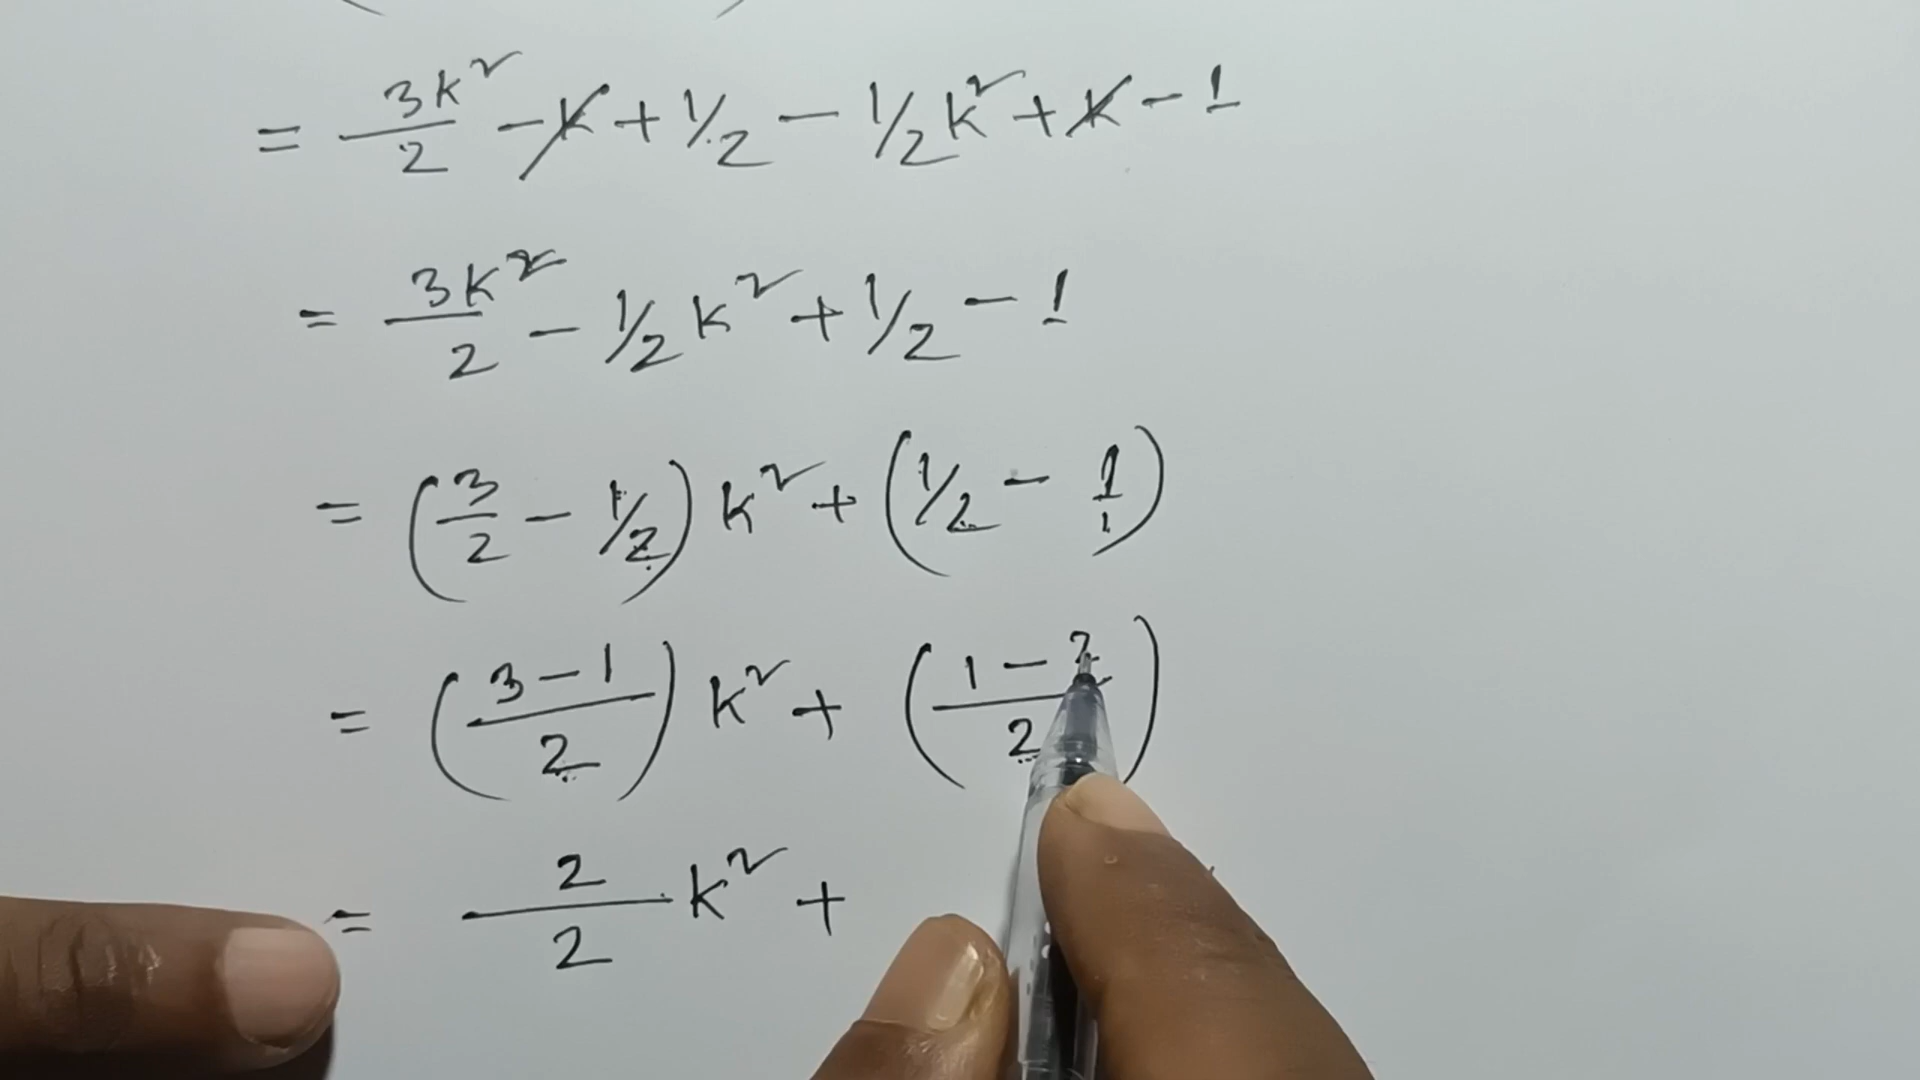 = 3k²/2 - k + 1/2 - 1/2 k² + k - 1
= 3k²/2 - 1/2 k² + 1/2 - 1
= (3/2 - 1/2) k² + (1/2 - 1/1)
= ((3-1)/2) k² + ((1-2)/2)
= 2/2 k² +